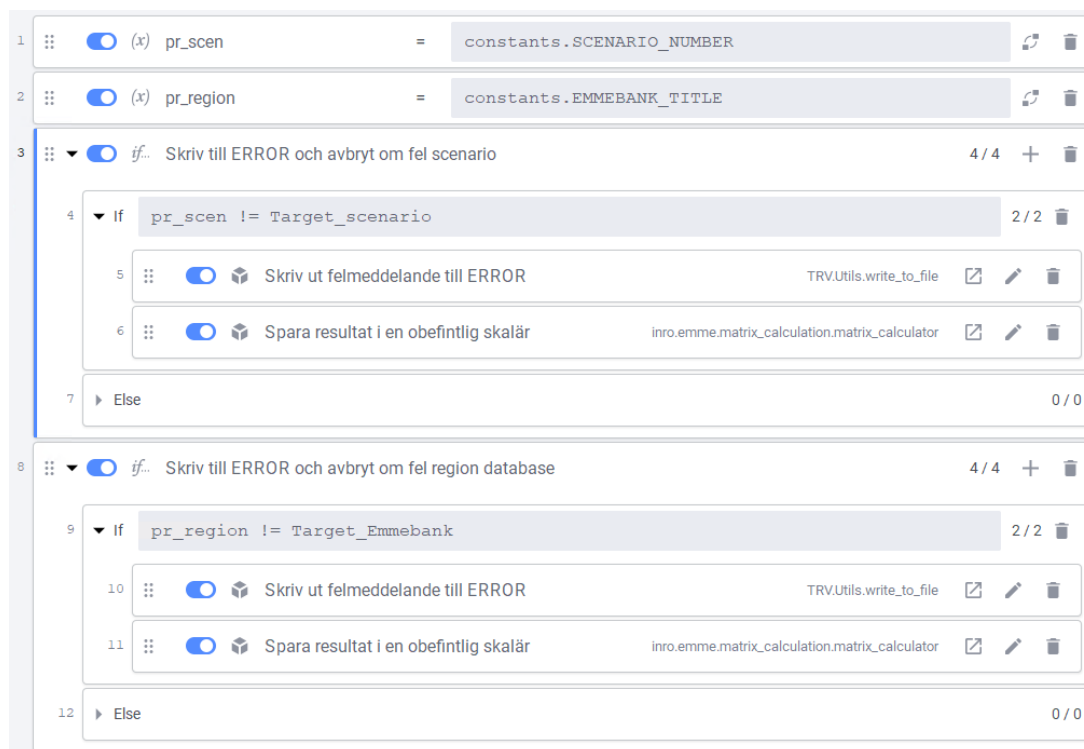 1 (x) pr_scen = constants.SCENARIO_NUMBER
2 (x) pr_region = constants.EMMEBANK_TITLE
3 if... Skriv till ERROR och avbryt om fel scenario 4 / 4
4 If pr_scen != Target_scenario 2 / 2
5 Skriv ut felmeddelande till ERROR TRV.Utils.write_to_file
6 Spara resultat i en obefintlig skalär inro.emme.matrix_calculation.matrix_calculator
7 Else 0 / 0
8 if... Skriv till ERROR och avbryt om fel region database 4 / 4
9 If pr_region != Target_Emmebank 2 / 2
10 Skriv ut felmeddelande till ERROR TRV.Utils.write_to_file
11 Spara resultat i en obefintlig skalär inro.emme.matrix_calculation.matrix_calculator
12 Else 0 / 0